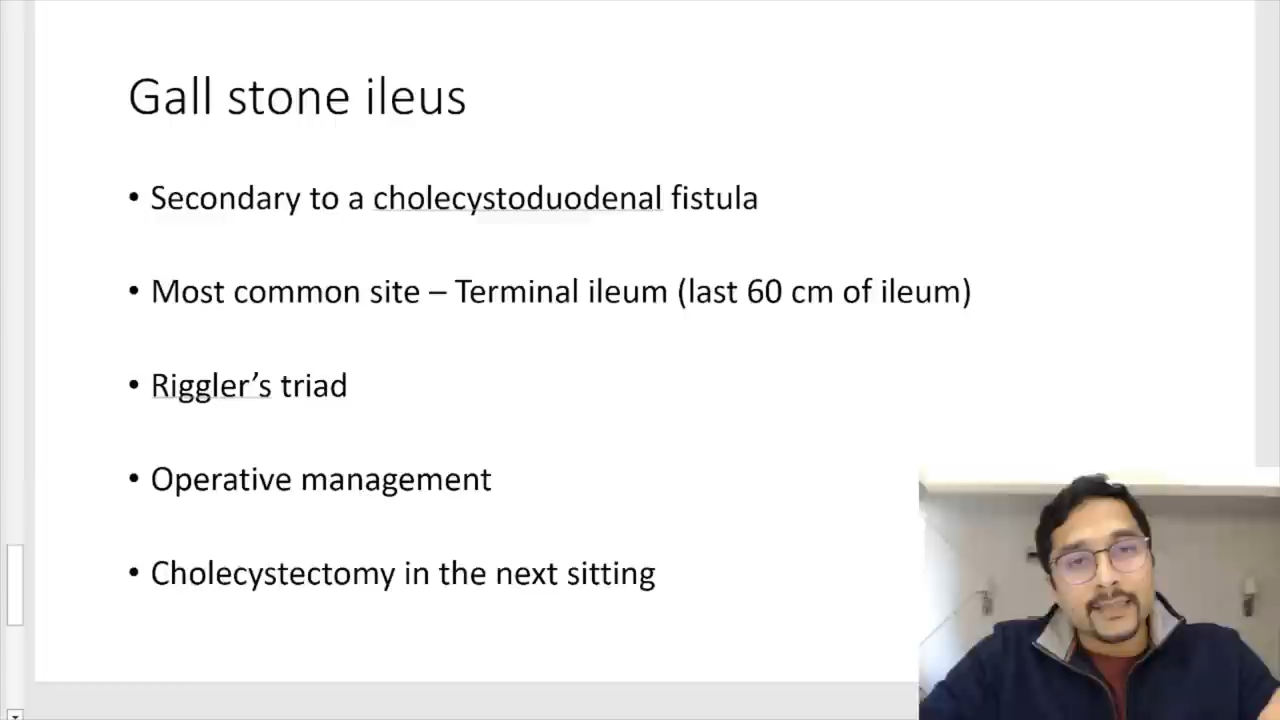 Gall stone ileus
• Secondary to a cholecystoduodenal fistula
• Most common site – Terminal ileum (last 60 cm of ileum)
• Riggler’s triad
• Operative management
• Cholecystectomy in the next sitting